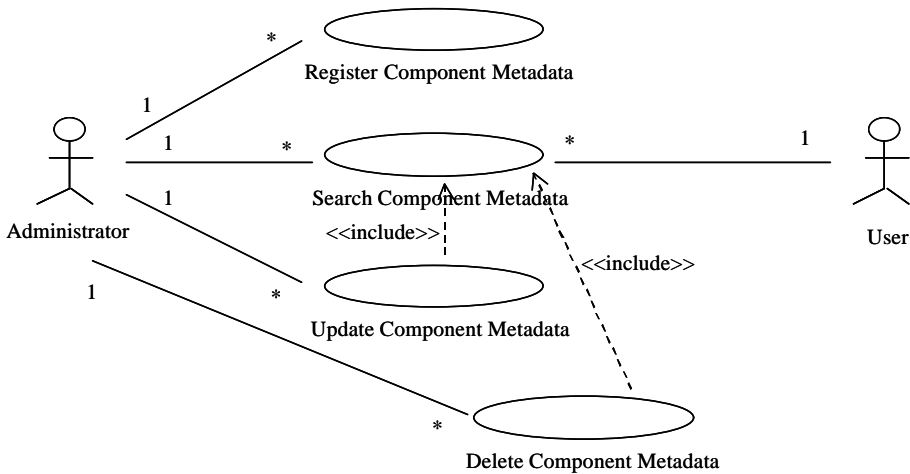 *
Register Component Metadata
1
1
*
*
1
Search Component Metadata
1
Administrator
<<include>>
User
<<include>>
1
*
Update Component Metadata
*
Delete Component Metadata